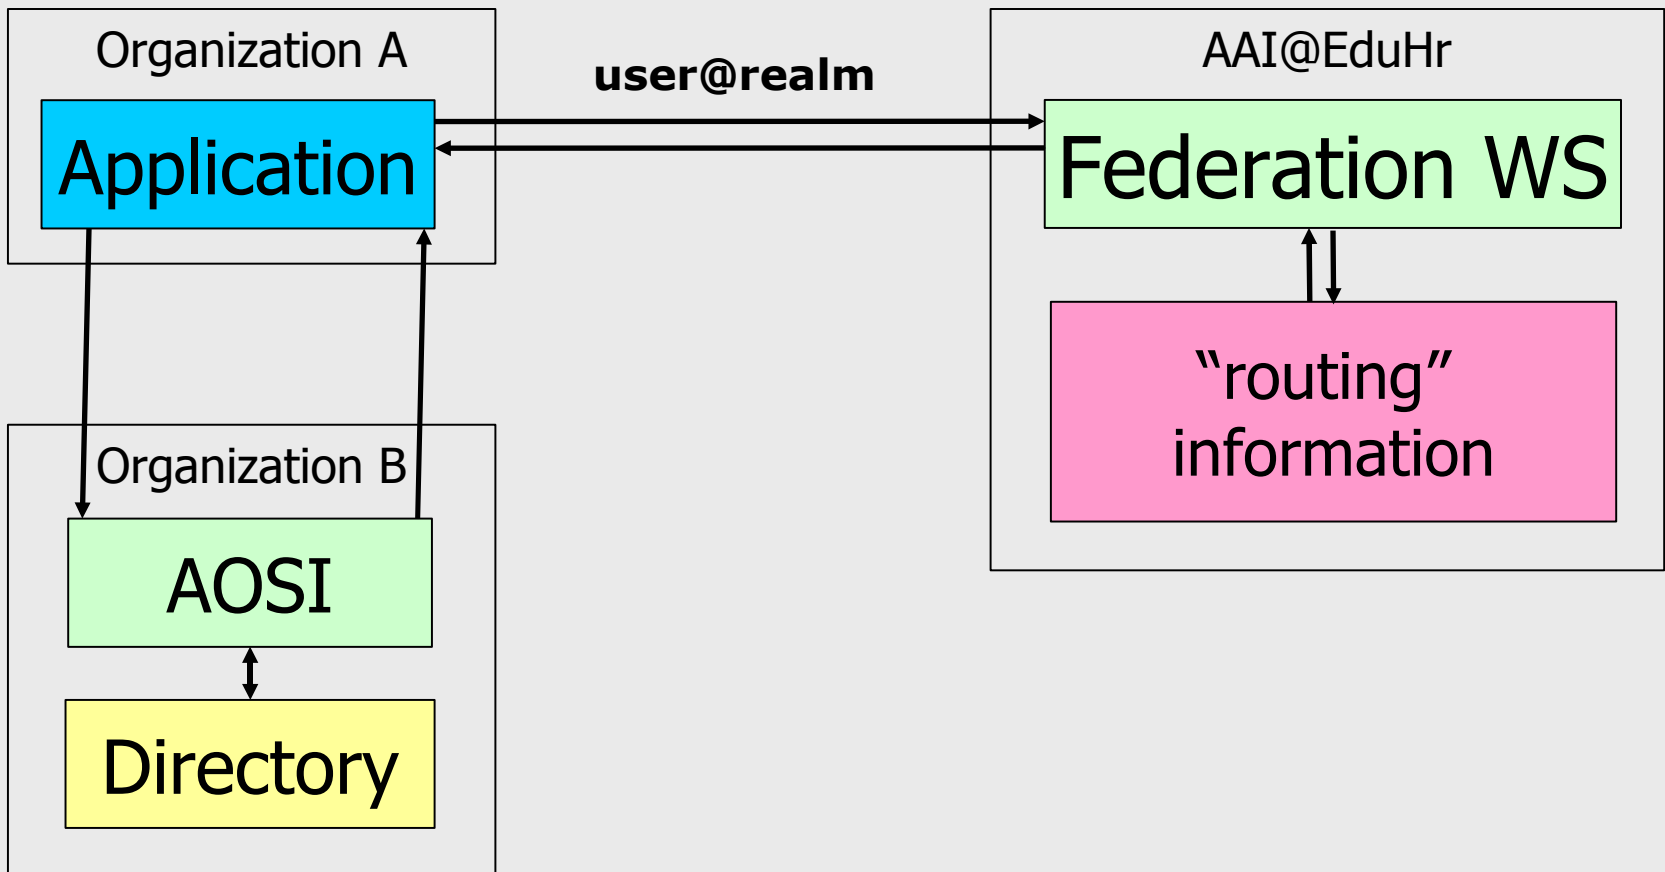 Organization A
Application
user@realm
AAI@EduHr
Federation WS
“routing”
information
Organization B
AOSI
Directory